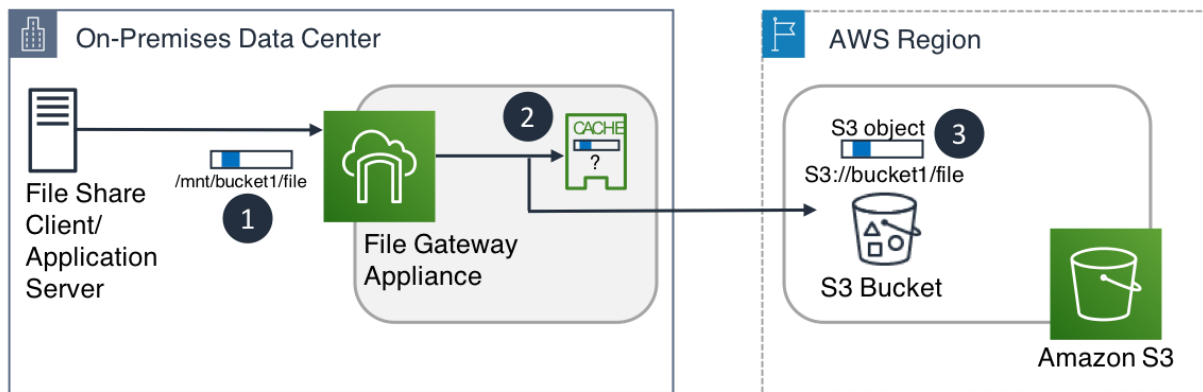 On-Premises Data Center
AWS Region
2
CACHE
?
S3 object
3
S3://bucket1/file
/mnt/bucket1/file
1
File Share
Client/
Application
Server
File Gateway
Appliance
S3 Bucket
Amazon S3